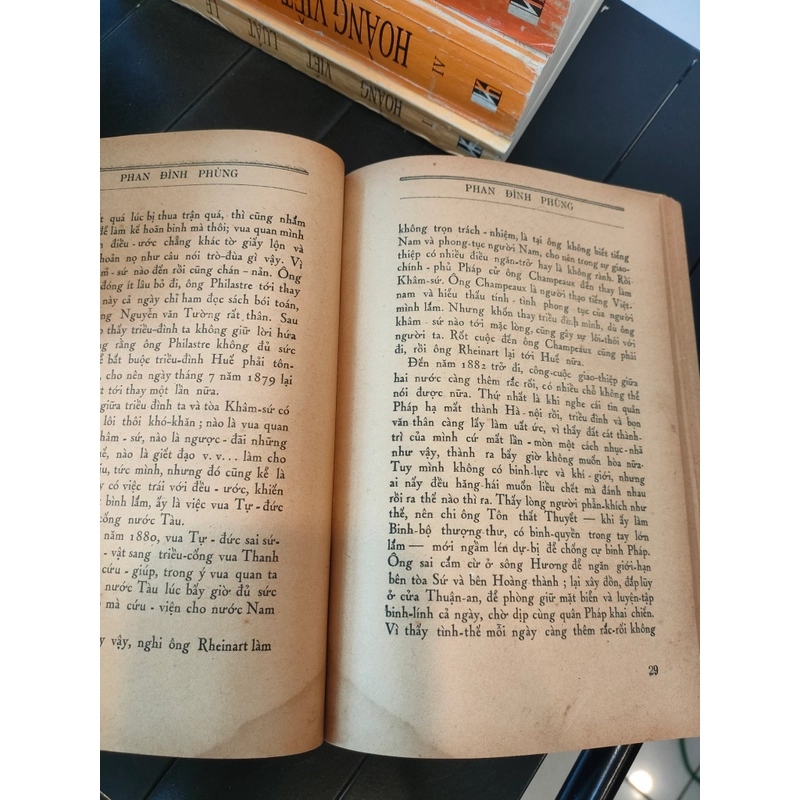 LÊ
HOÀNG VIỆT LUẬT
I
HOÀNG VIỆT
IV
PHAN ĐÌNH PHÙNG
t quá lúc bị thua trận quá, thì cũng nhắm
để làm kế hoãn binh mà thôi; vua quan mình
n điều-ước chẳng khác tờ giấy lộn và
hoản nọ như câu nói trò-đùa gì vậy. Vì
m-sứ nào đến rồi cũng chán-nản. Ông
đóng ít lâu bỏ đi, ông Philastre tới thay
này cả ngày chỉ ham đọc sách bói toán,
ng Nguyễn văn Tường rất thân. Sau
p thấy triều-đình ta không giữ lời hứa
ng rằng ông Philastre không đủ sức
ể bắt buộc triều-đình Huế phải tôn-
, cho nên ngày tháng 7 năm 1879 lại
t tới thay một lần nữa.
giữa triều đình ta và tòa Khâm-sứ có
lôi thôi khó-khăn; nào là vua quan
hâm-sứ, nào là ngược-đãi những
hế, nào là giết đạo v.v... làm cho
ấu, tức mình, nhưng đó cũng kể là
y có việc trái với đều-ước, khiến
bình lắm, ấy là việc vua Tự-đức
cống nước Tàu.
năm 1880, vua Tự-đức sai sứ-
-vật sang triều-cống vua Thanh
cứu-giúp, trong ý vua quan ta
nước Tàu lúc bấy giờ đủ sức
ọ mà cứu-viện cho nước Nam
y vậy, nghi ông Rheinart làm
PHAN ĐÌNH PHÙNG
không trọn trách-nhiệm, là tại ông không biết tiếng
Nam và phong-tục người Nam, cho nên trong sự giao-
thiệp có nhiều điều ngăn-trở hay là không rành. Rồi
chính-phủ Pháp cử ông Champeaux đến thay làm
Khâm-sứ. Ông Champeaux là người thạo tiếng Việt-
nam và hiểu thấu tính-tình phong tục của người
mình lắm. Nhưng khốn thay triều đình mình, dù ông
khâm-sứ nào tới mặc lòng, cũng gây sự lôi-thôi với
người ta. Rốt cuộc đến ông Champeaux cũng phải
đi, rồi ông Rheinart lại tới Huế nữa.
Đến năm 1882 trở đi, công-cuộc giao-thiệp giữa
hai nước càng thêm rắc rối, có nhiều chỗ không thể
nói được nữa. Thứ nhất là khi nghe cái tin quân
Pháp hạ mất thành Hà-nội rồi, triều đình và bọn
văn-thân càng lấy làm uất ức, vì thấy đất cát thành-
trì của mình cứ mất lần-mòn một cách nhục-nhã
như vậy, thành ra bấy giờ không muốn hòa nữa.
Tuy mình không có binh-lực và khí-giới, nhưng
ai nấy đều hăng-hái muốn liều chết mà đánh nhau
rồi ra thế nào thì ra. Thấy lòng người phẫn-khích như
thế, nên chi ông Tôn thất Thuyết — khi ấy làm
Binh-bộ thượng-thư, có binh-quyền trong tay lớn
lắm — mới ngầm lén dự-bị để chống cự binh Pháp.
Ông sai cắm cừ ở sông Hương để ngăn giới-hạn
bên tòa Sứ và bên Hoàng-thành; lại xây đồn, đắp lũy
ở cửa Thuận-an, để phòng giữ mặt biển và luyện-tập
binh-lính cả ngày, chờ dịp cùng quân Pháp khai chiến.
Vì thấy tình-thế mỗi ngày càng thêm rắc-rối không
29